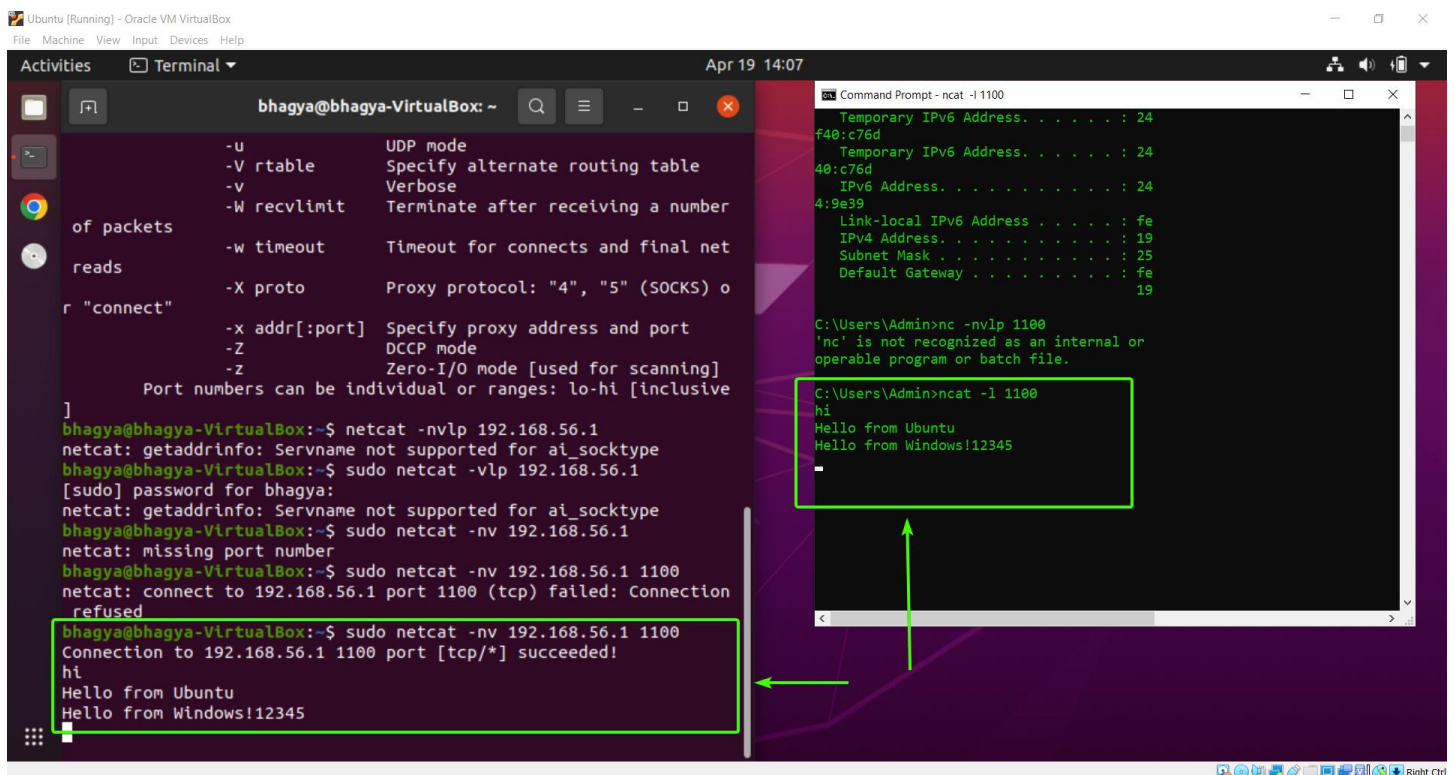 Ubuntu [Running] - Oracle VM VirtualBox
File Machine View Input Devices Help
Activities Terminal Apr 19 14:07
bhagya@bhagya-VirtualBox: ~
-u UDP mode
-V rtable Specify alternate routing table
-v Verbose
-W recvlimit Terminate after receiving a number
of packets
-w timeout Timeout for connects and final net
reads
-X proto Proxy protocol: "4", "5" (SOCKS) o
r "connect"
-x addr[:port] Specify proxy address and port
-Z DCCP mode
-z Zero-I/O mode [used for scanning]
Port numbers can be individual or ranges: lo-hi [inclusive
]
bhagya@bhagya-VirtualBox:~$ netcat -nvlp 192.168.56.1
netcat: getaddrinfo: Servname not supported for ai_socktype
bhagya@bhagya-VirtualBox:~$ sudo netcat -vlp 192.168.56.1
[sudo] password for bhagya:
netcat: getaddrinfo: Servname not supported for ai_socktype
bhagya@bhagya-VirtualBox:~$ sudo netcat -nv 192.168.56.1
netcat: missing port number
bhagya@bhagya-VirtualBox:~$ sudo netcat -nv 192.168.56.1 1100
netcat: connect to 192.168.56.1 port 1100 (tcp) failed: Connection
refused
bhagya@bhagya-VirtualBox:~$ sudo netcat -nv 192.168.56.1 1100
Connection to 192.168.56.1 1100 port [tcp/*] succeeded!
hi
Hello from Ubuntu
Hello from Windows!12345
Command Prompt - ncat -l 1100
Temporary IPv6 Address. . . . . . : 24
f40:c76d
Temporary IPv6 Address. . . . . . : 24
40:c76d
IPv6 Address. . . . . . . . . . . : 24
4:9e39
Link-local IPv6 Address . . . . . : fe
IPv4 Address. . . . . . . . . . . : 19
Subnet Mask . . . . . . . . . . . : 25
Default Gateway . . . . . . . . . : fe
19
C:\Users\Admin>nc -nvlp 1100
'nc' is not recognized as an internal or
operable program or batch file.
C:\Users\Admin>ncat -l 1100
hi
Hello from Ubuntu
Hello from Windows!12345
Right Ctrl